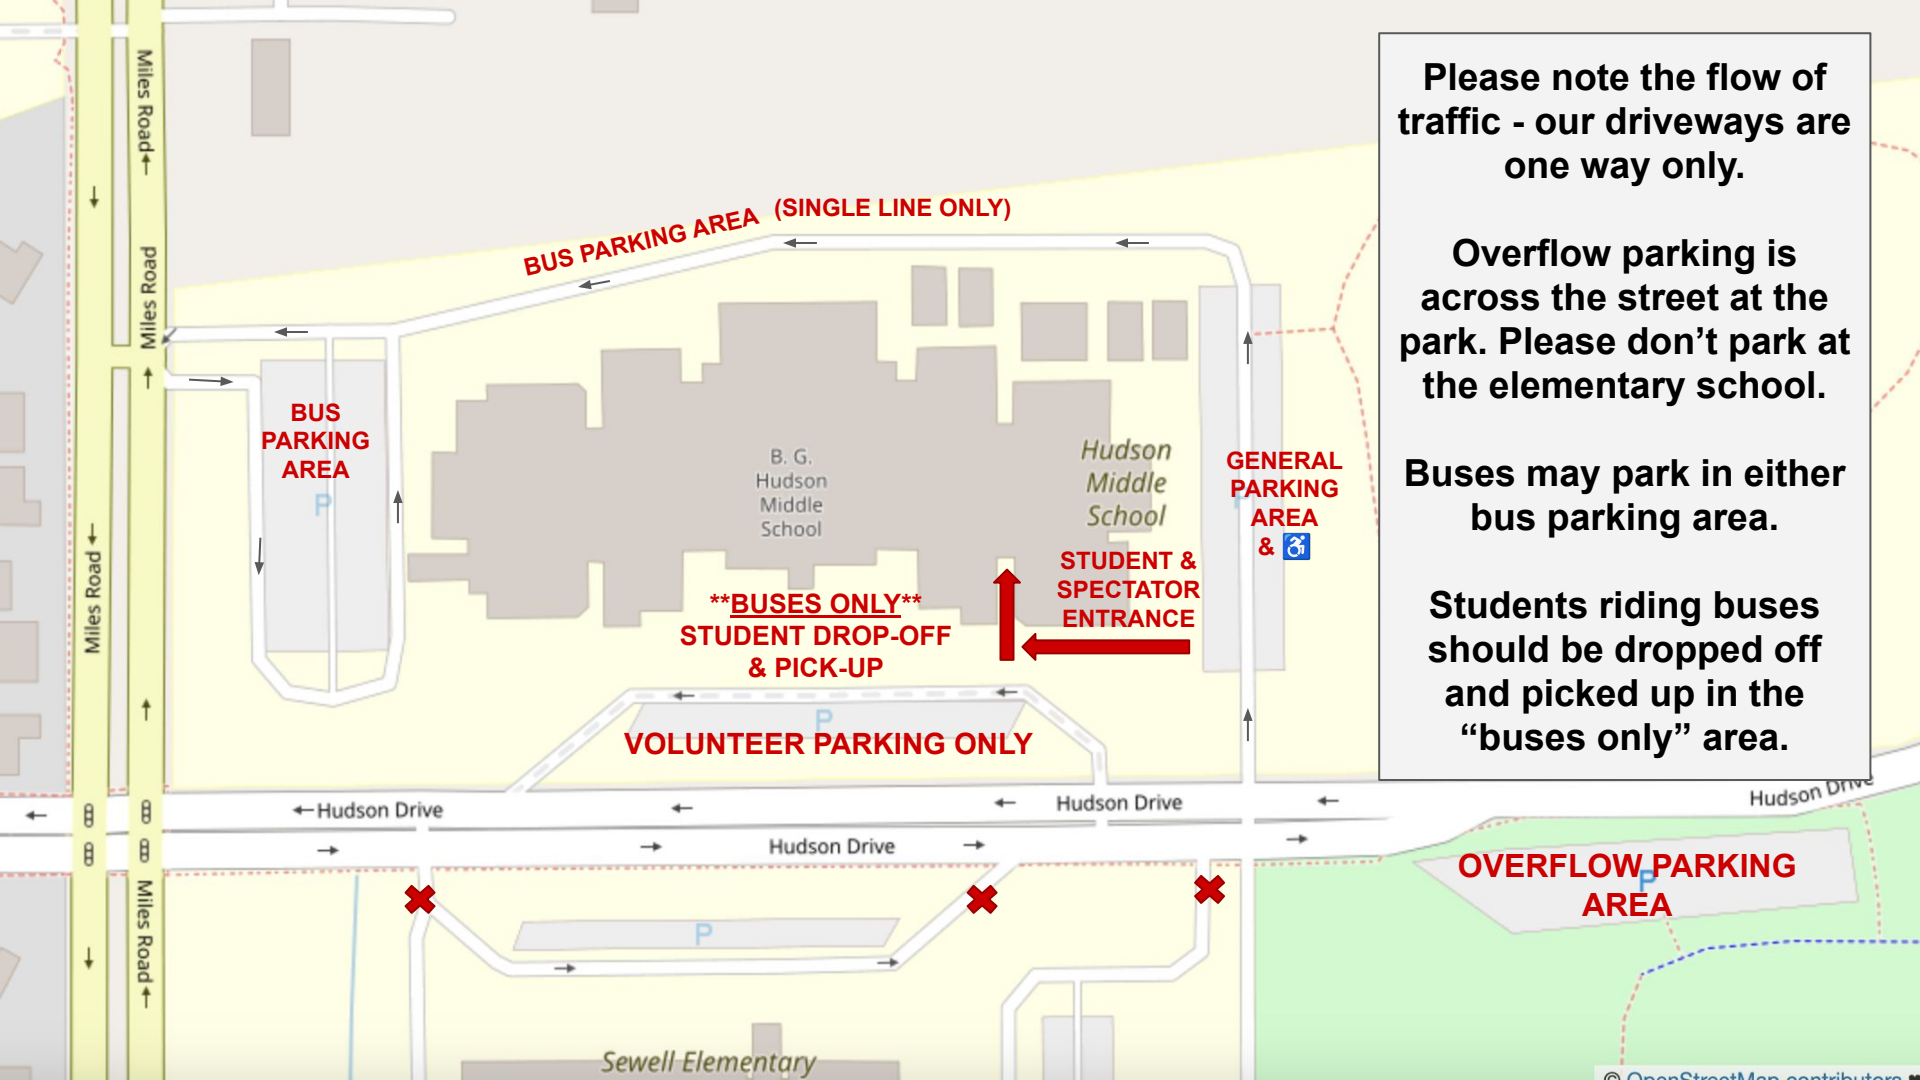 Miles Road
Miles Road
Miles Road
Miles Road
BUS PARKING AREA (SINGLE LINE ONLY)
BUS
PARKING
AREA
P
B. G.
Hudson
Middle
School
Hudson
Middle
School
GENERAL
PARKING
AREA
& ♿
STUDENT &
SPECTATOR
ENTRANCE
**BUSES ONLY**
STUDENT DROP-OFF
& PICK-UP
P
VOLUNTEER PARKING ONLY
Hudson Drive
Hudson Drive
Hudson Drive
Hudson Drive
OVERFLOW PARKING
P
AREA
P
Sewell Elementary
Please note the flow of
traffic - our driveways are
one way only.
Overflow parking is
across the street at the
park. Please don’t park at
the elementary school.
Buses may park in either
bus parking area.
Students riding buses
should be dropped off
and picked up in the
“buses only” area.
© OpenStreetMap contributors